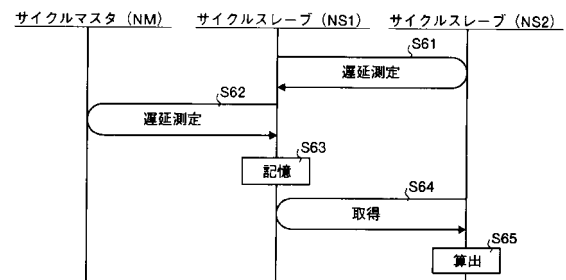 サイクルマスタ（NM） サイクルスレーブ（NS1） サイクルスレーブ（NS2）
S61
遅延測定
S62
遅延測定
S63
記憶
S64
取得
S65
算出